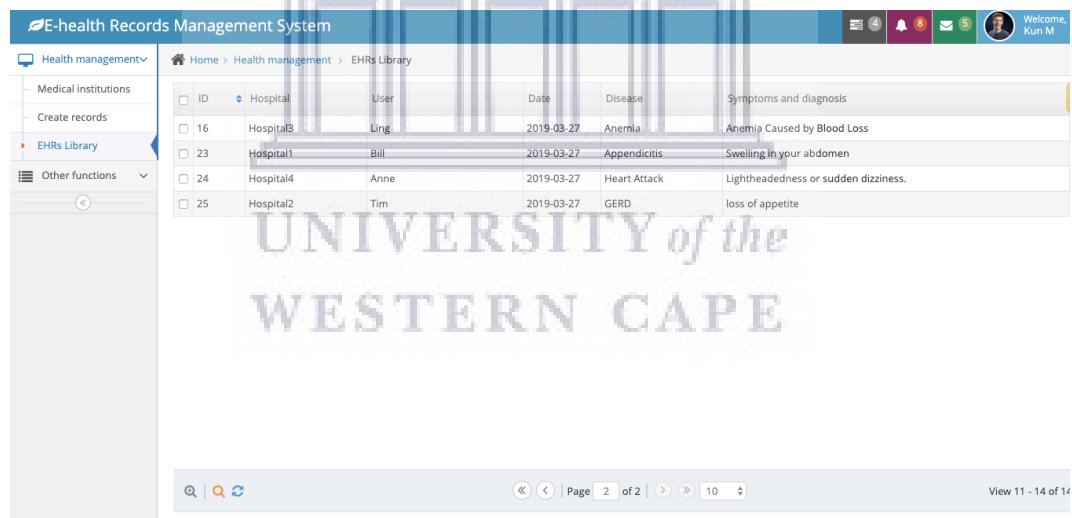 E-health Records Management System
4 8 5 Welcome, Kun M
Health management
Medical institutions
Create records
EHRs Library
Other functions
Home > Health management > EHRs Library
ID Hospital User Date Disease Symptoms and diagnosis
16 Hospital3 Ling 2019-03-27 Anemia Anemia Caused by Blood Loss
23 Hospital1 Bill 2019-03-27 Appendicitis Swelling in your abdomen
24 Hospital4 Anne 2019-03-27 Heart Attack Lightheadedness or sudden dizziness.
25 Hospital2 Tim 2019-03-27 GERD loss of appetite
UNIVERSITY of the
WESTERN CAPE
Page 2 of 2 10 View 11 - 14 of 14